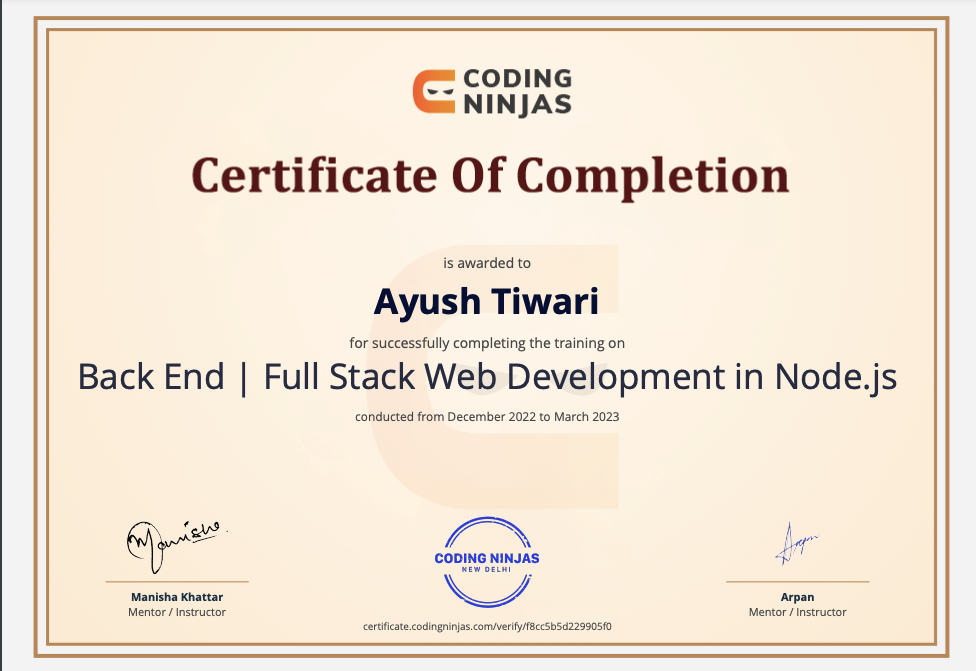 CODING
NINJAS
Certificate Of Completion
is awarded to
Ayush Tiwari
for successfully completing the training on
Back End | Full Stack Web Development in Node.js
conducted from December 2022 to March 2023
Manisha
Arpan
CODING NINJAS
NEW DELHI
Manisha Khattar
Mentor / Instructor
Arpan
Mentor / Instructor
certificate.codingninjas.com/verify/f8cc5b5d229905f0